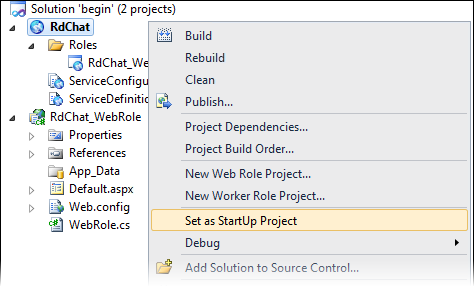 Solution 'begin' (2 projects)
RdChat
Roles
RdChat_We
ServiceConfigu
ServiceDefinitio
RdChat_WebRole
Properties
References
App_Data
Default.aspx
Web.config
WebRole.cs
Build
Rebuild
Clean
Publish...
Project Dependencies...
Project Build Order...
New Web Role Project...
New Worker Role Project...
Set as StartUp Project
Debug
Add Solution to Source Control...